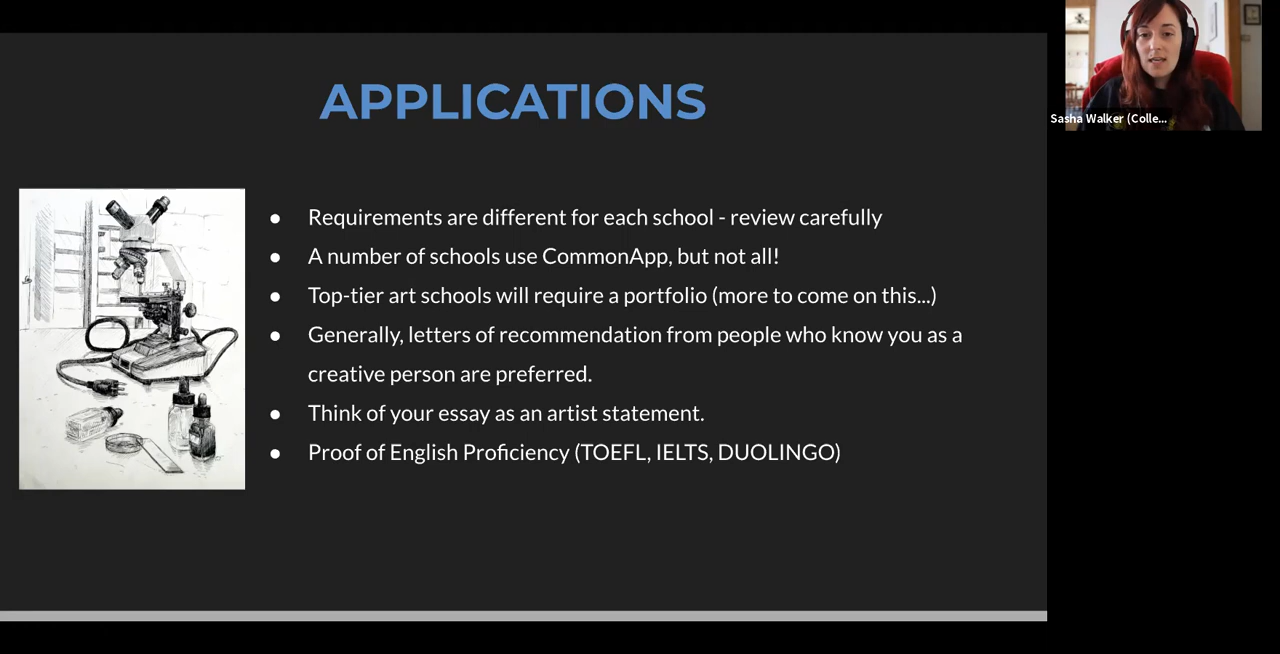 APPLICATIONS
● Requirements are different for each school - review carefully
● A number of schools use CommonApp, but not all!
● Top-tier art schools will require a portfolio (more to come on this...)
● Generally, letters of recommendation from people who know you as a
creative person are preferred.
● Think of your essay as an artist statement.
● Proof of English Proficiency (TOEFL, IELTS, DUOLINGO)
Sasha Walker (Colle...